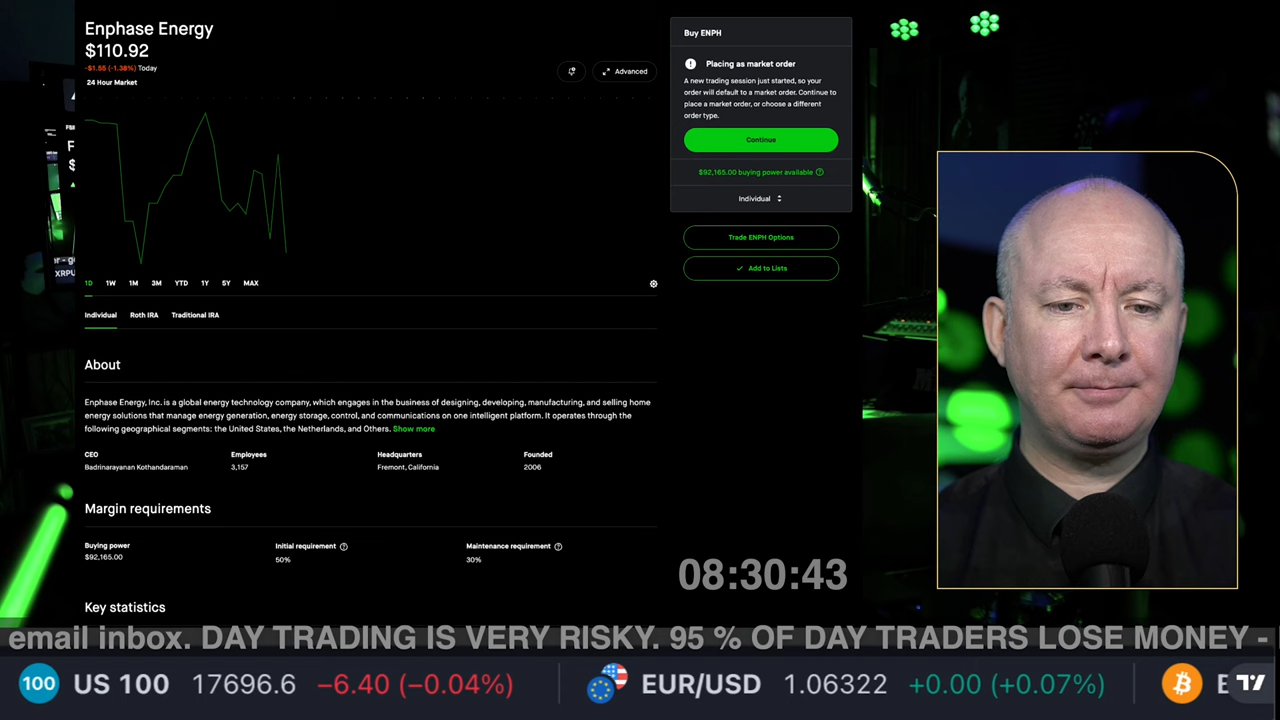 Enphase Energy
$110.92
-$1.55 (-1.38%) Today
24 Hour Market
Advanced
1D 1W 1M 3M YTD 1Y 5Y MAX
Individual Roth IRA Traditional IRA
About
Enphase Energy, Inc. is a global energy technology company, which engages in the business of designing, developing, manufacturing, and selling home
energy solutions that manage energy generation, energy storage, control, and communications on one intelligent platform. It operates through the
following geographical segments: the United States, the Netherlands, and Others. Show more
CEO Employees Headquarters Founded
Badrinarayanan Kothandaraman 3,157 Fremont, California 2006
Margin requirements
Buying power Initial requirement Maintenance requirement
$92,165.00 50% 30%
Key statistics
Buy ENPH
Placing as market order
A new trading session just started, so your
order will default to a market order. Continue to
place a market order, or choose a different
order type.
Continue
$92,165.00 buying power available
Individual
Trade ENPH Options
Add to Lists
XRPU
08:30:43
email inbox. DAY TRADING IS VERY RISKY. 95 % OF DAY TRADERS LOSE MONEY -
100 US 100 17696.6 −6.40 (−0.04%) EUR/USD 1.06322 +0.00 (+0.07%)